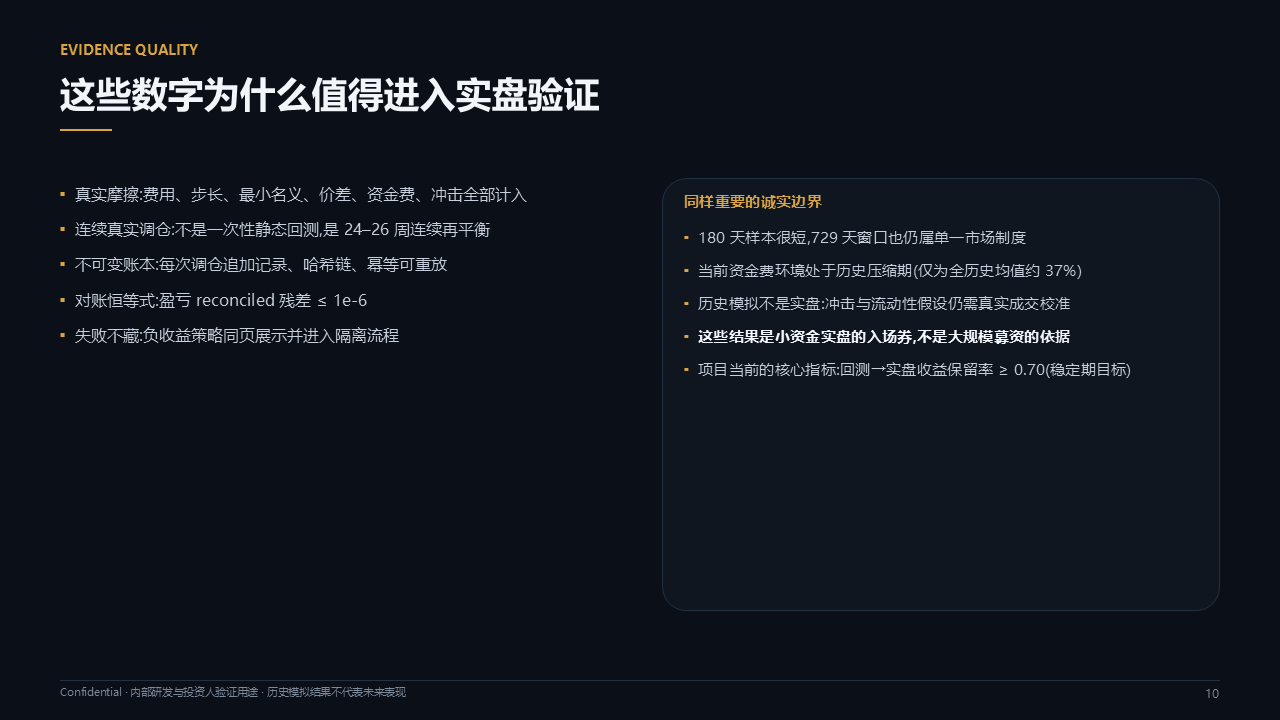 EVIDENCE QUALITY
这些数字为什么值得进入实盘验证
▪ 真实摩擦:费用、步长、最小名义、价差、资金费、冲击全部计入
▪ 连续真实调仓:不是一次性静态回测,是 24–26 周连续再平衡
▪ 不可变账本:每次调仓追加记录、哈希链、幂等可重放
▪ 对账恒等式:盈亏 reconciled 残差 ≤ 1e-6
▪ 失败不藏:负收益策略同页展示并进入隔离流程
同样重要的诚实边界
▪ 180 天样本很短,729 天窗口也仍属单一市场制度
▪ 当前资金费环境处于历史压缩期(仅为全历史均值约 37%)
▪ 历史模拟不是实盘:冲击与流动性假设仍需真实成交校准
▪ 这些结果是小资金实盘的入场券,不是大规模募资的依据
▪ 项目当前的核心指标:回测→实盘收益保留率 ≥ 0.70(稳定期目标)
Confidential · 内部研发与投资人验证用途 · 历史模拟结果不代表未来表现
10